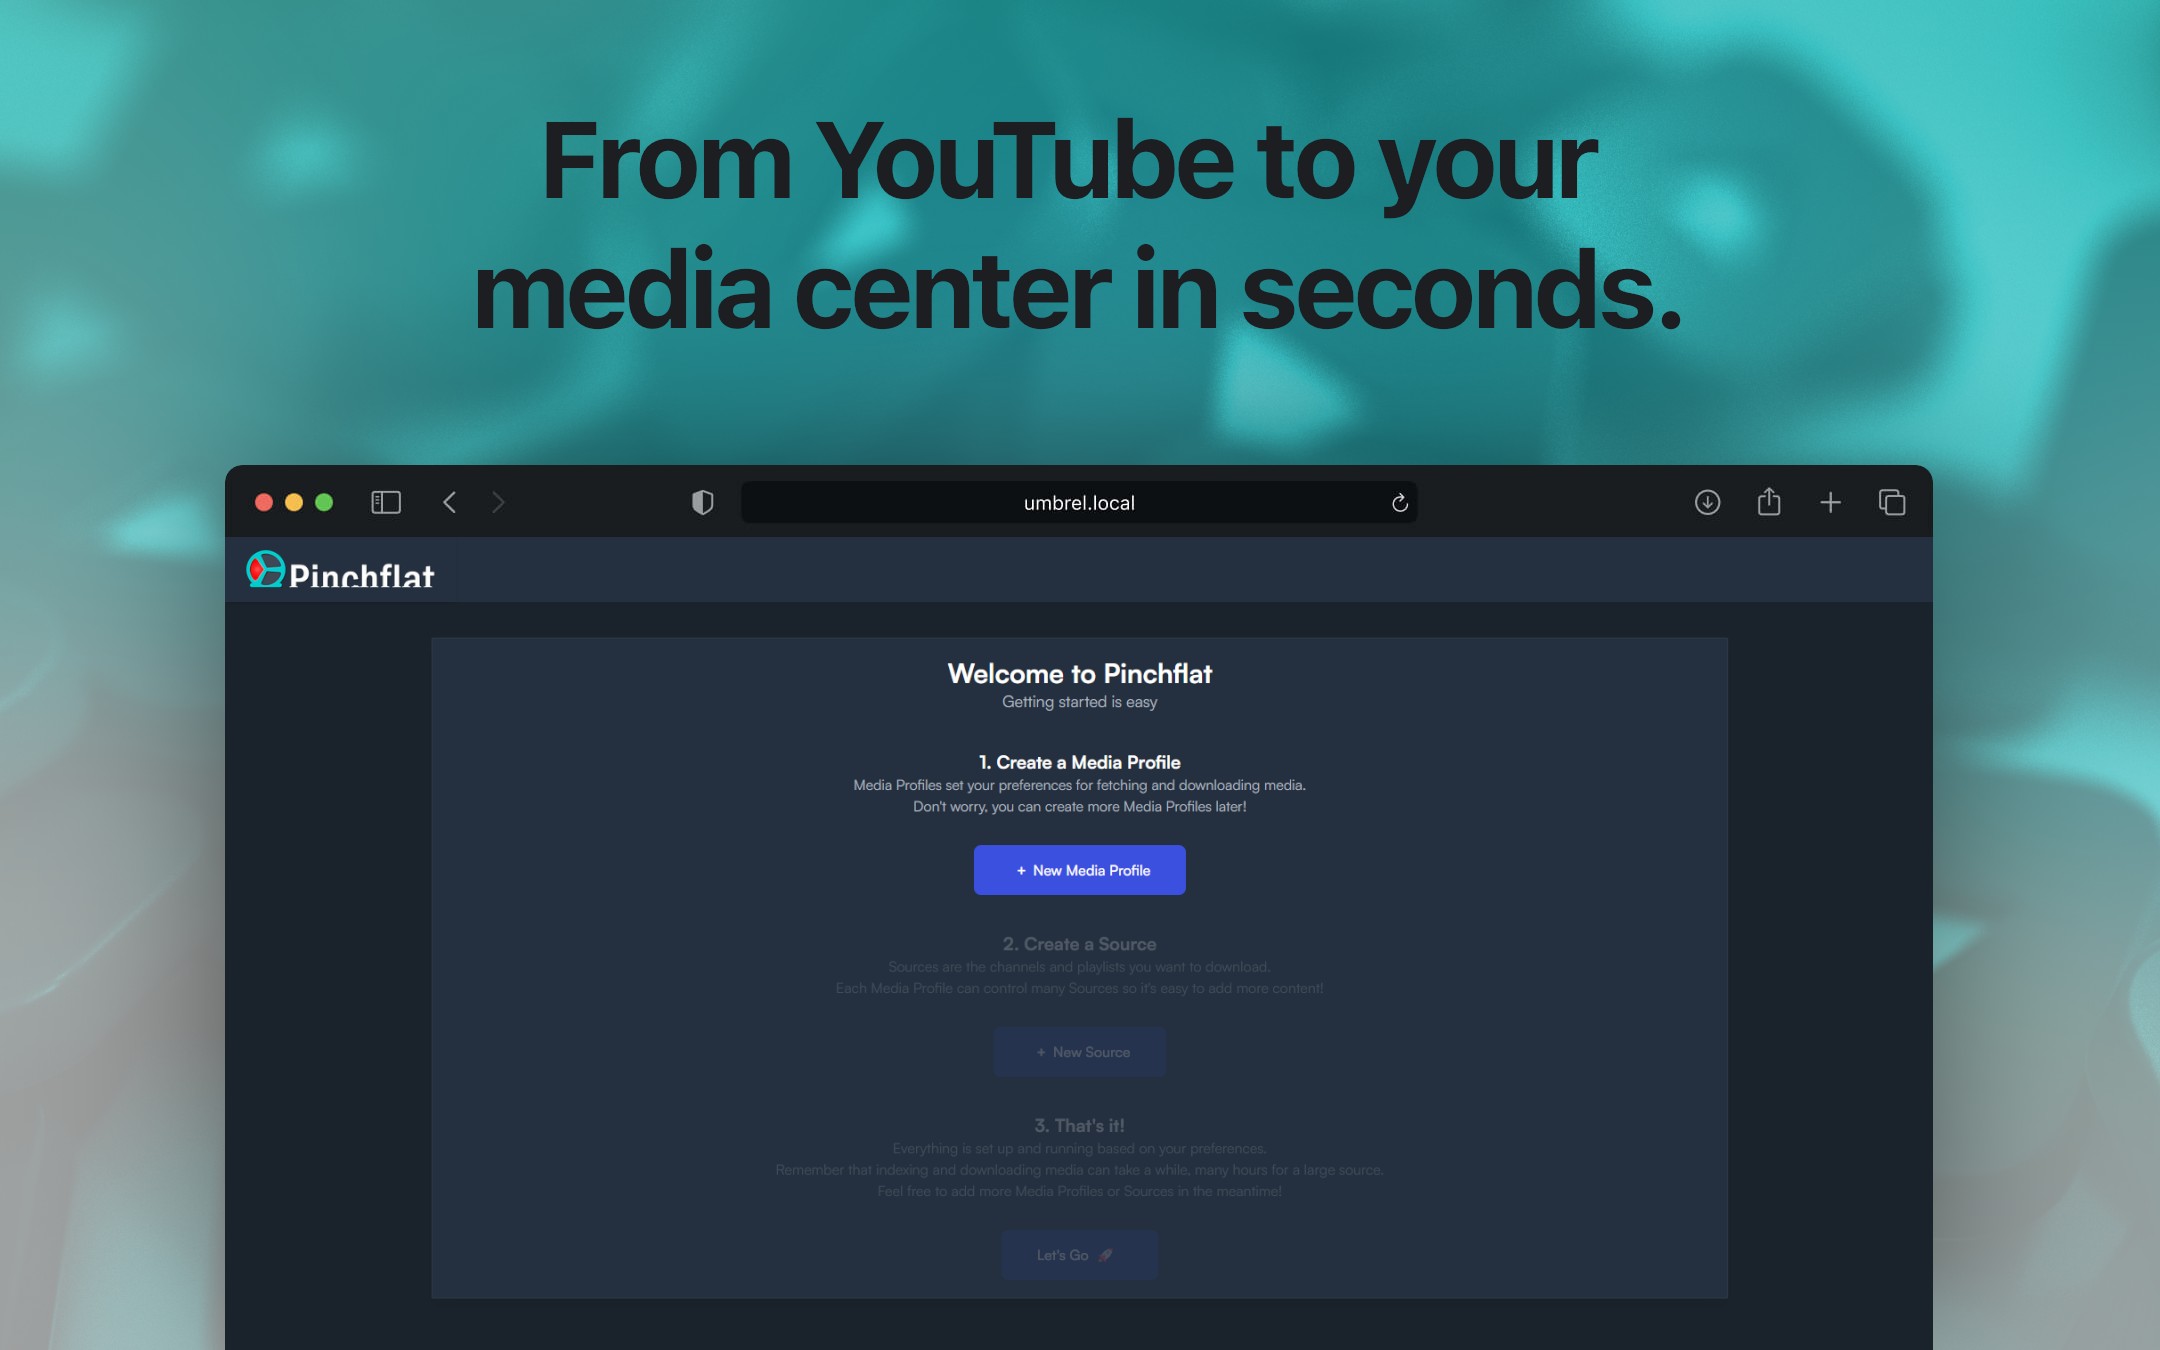 From YouTube to your
media center in seconds.
umbrel.local
Pinchflat
Welcome to Pinchflat
Getting started is easy
1. Create a Media Profile
Media Profiles set your preferences for fetching and downloading media.
Don't worry, you can create more Media Profiles later!
+ New Media Profile
2. Create a Source
Sources are the channels and playlists you want to download.
Each Media Profile can control many Sources so it's easy to add more content!
+ New Source
3. That's it!
Everything is set up and running based on your preferences.
Remember that indexing and downloading media can take a while, many hours for a large source.
Feel free to add more Media Profiles or Sources in the meantime!
Let's Go 🚀